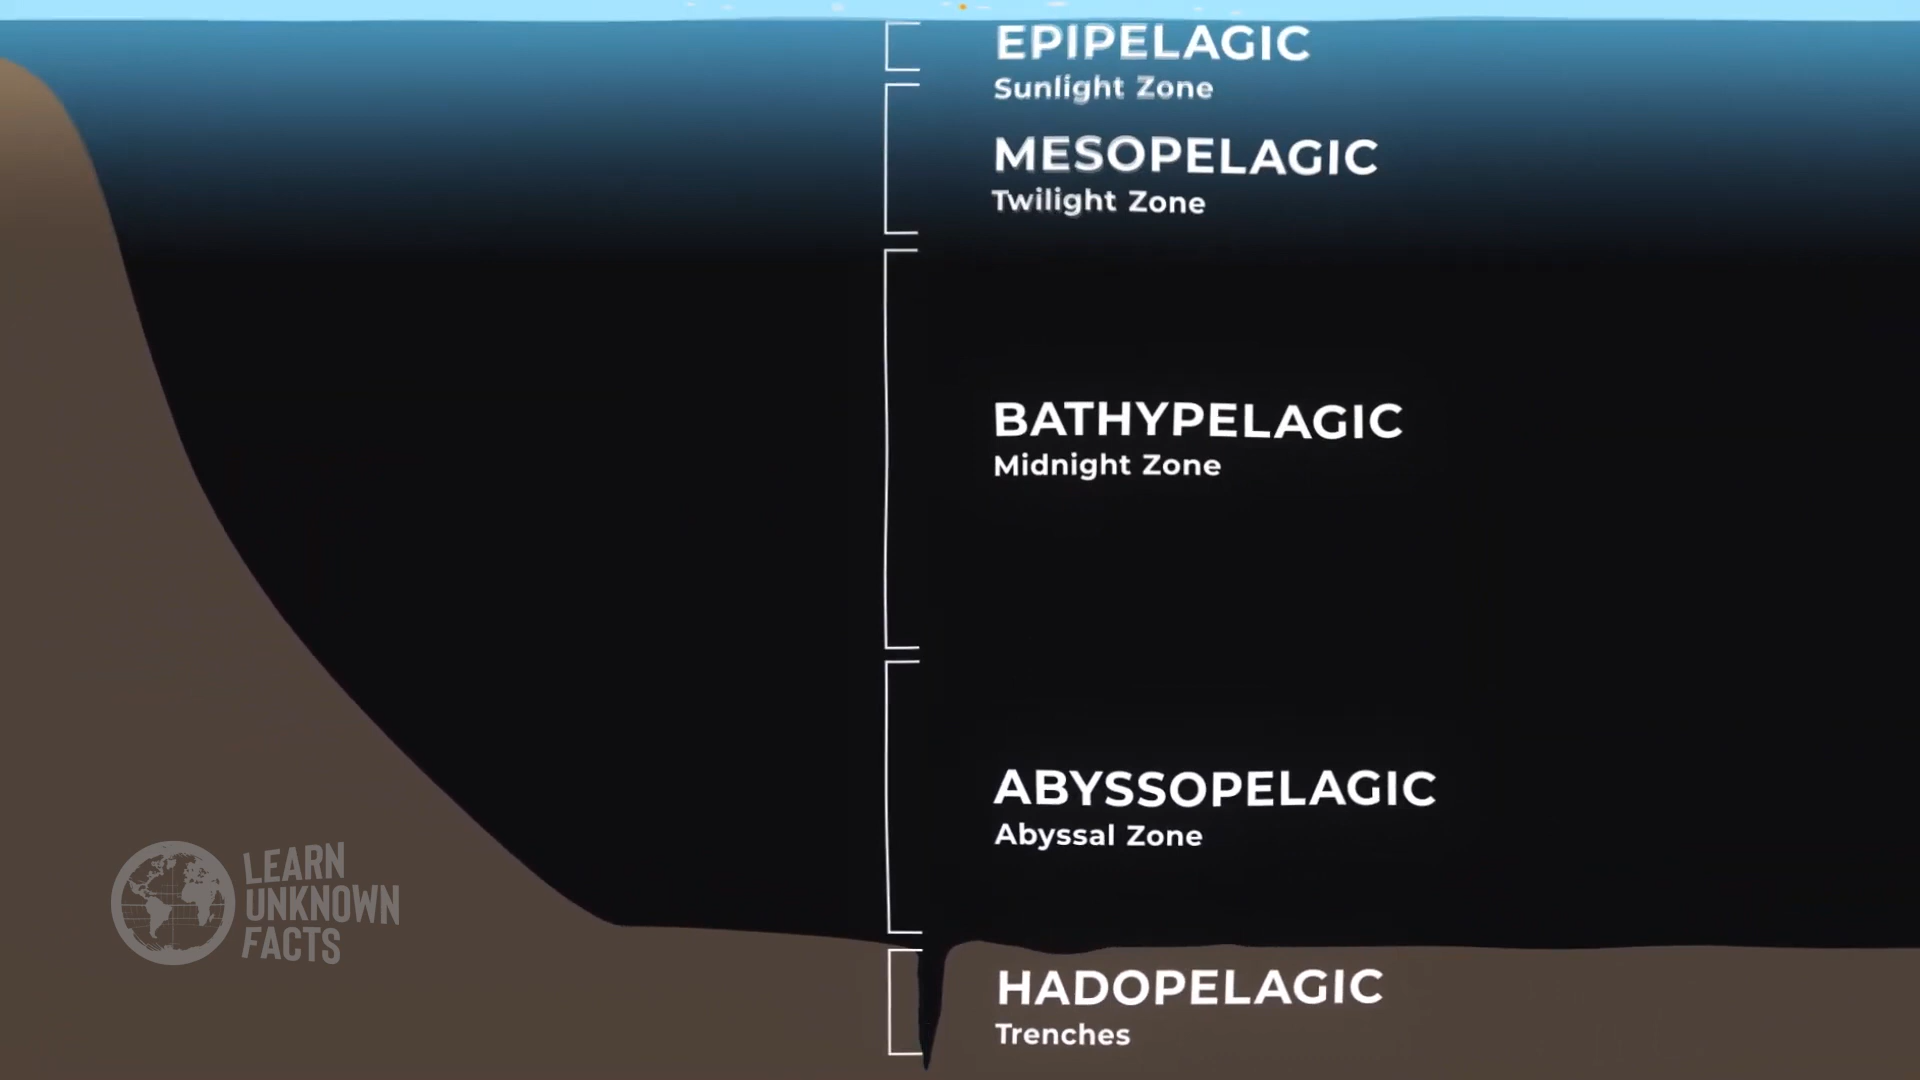 EPIPELAGIC
Sunlight Zone
MESOPELAGIC
Twilight Zone
BATHYPELAGIC
Midnight Zone
ABYSSOPELAGIC
Abyssal Zone
HADOPELAGIC
Trenches
LEARN
UNKNOWN
FACTS